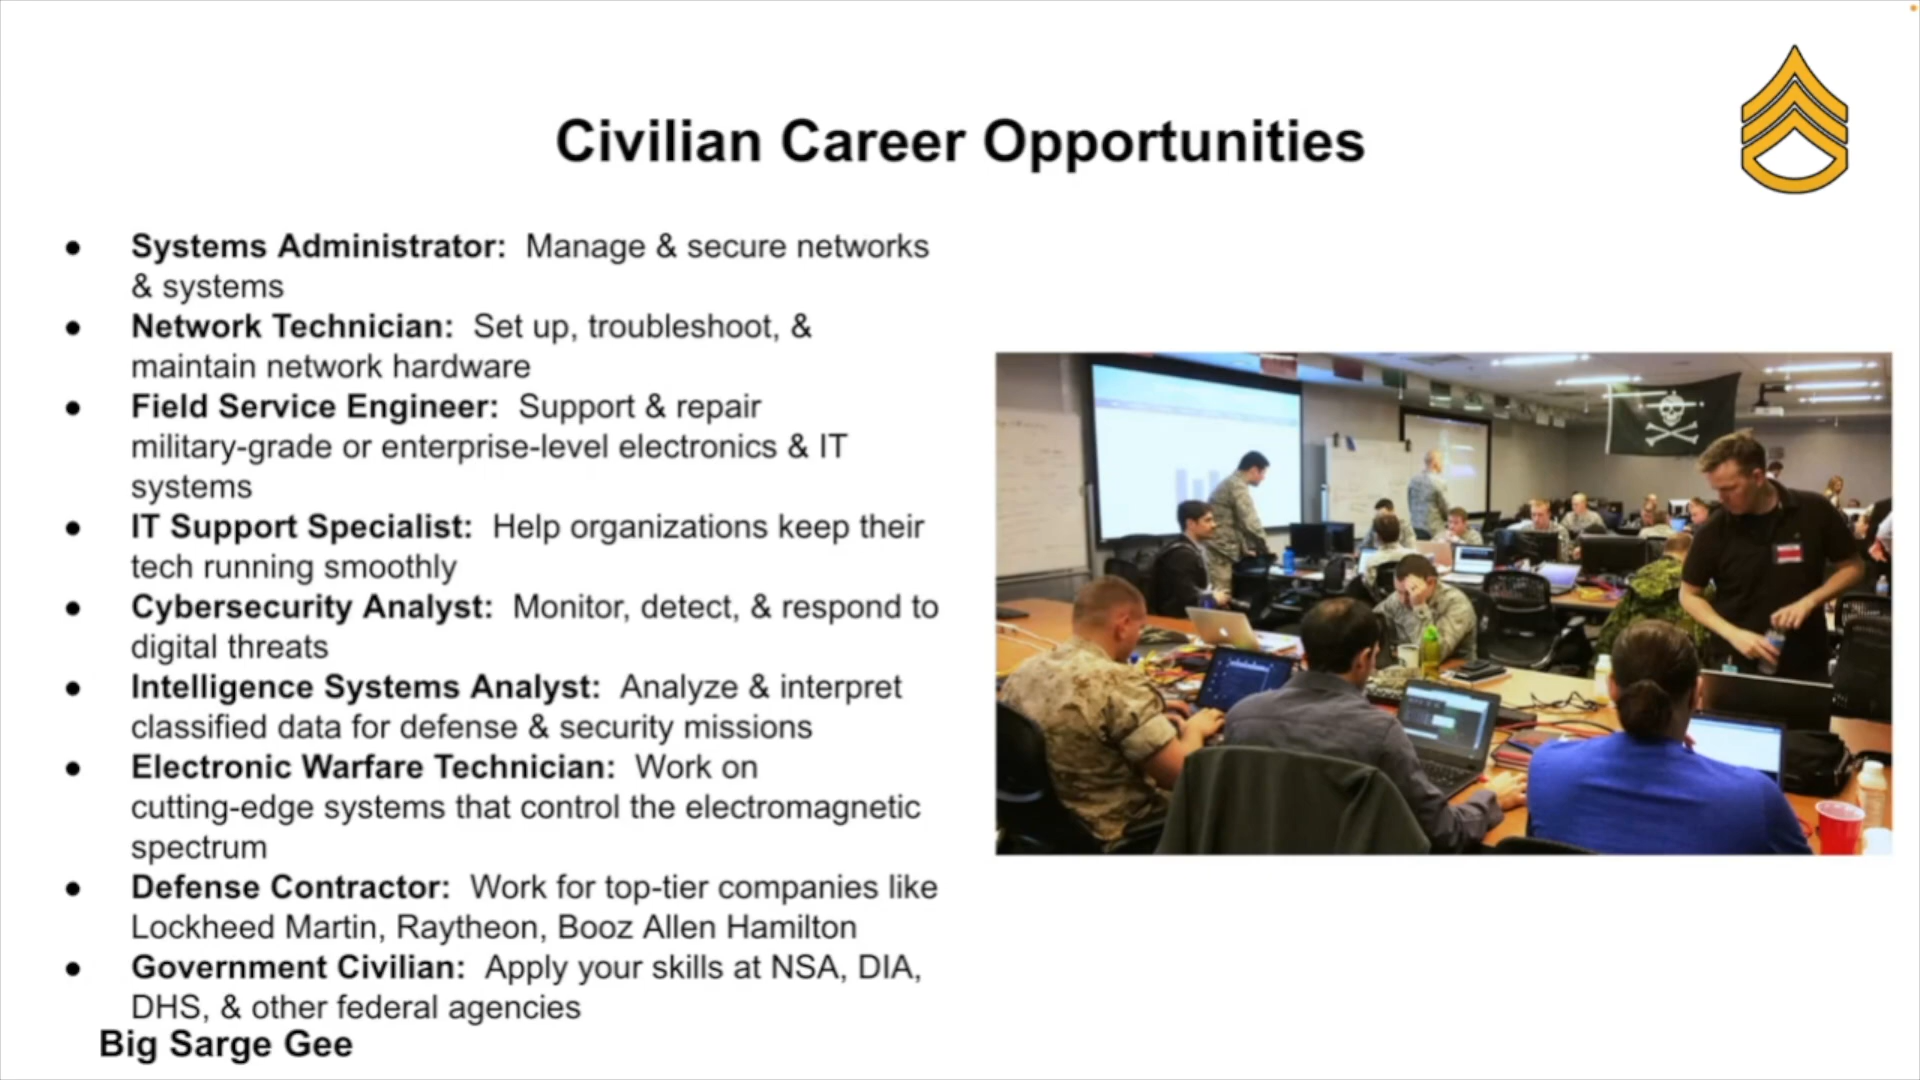 Civilian Career Opportunities
● Systems Administrator: Manage & secure networks
& systems
● Network Technician: Set up, troubleshoot, &
maintain network hardware
● Field Service Engineer: Support & repair
military-grade or enterprise-level electronics & IT
systems
● IT Support Specialist: Help organizations keep their
tech running smoothly
● Cybersecurity Analyst: Monitor, detect, & respond to
digital threats
● Intelligence Systems Analyst: Analyze & interpret
classified data for defense & security missions
● Electronic Warfare Technician: Work on
cutting-edge systems that control the electromagnetic
spectrum
● Defense Contractor: Work for top-tier companies like
Lockheed Martin, Raytheon, Booz Allen Hamilton
● Government Civilian: Apply your skills at NSA, DIA,
DHS, & other federal agencies
Big Sarge Gee